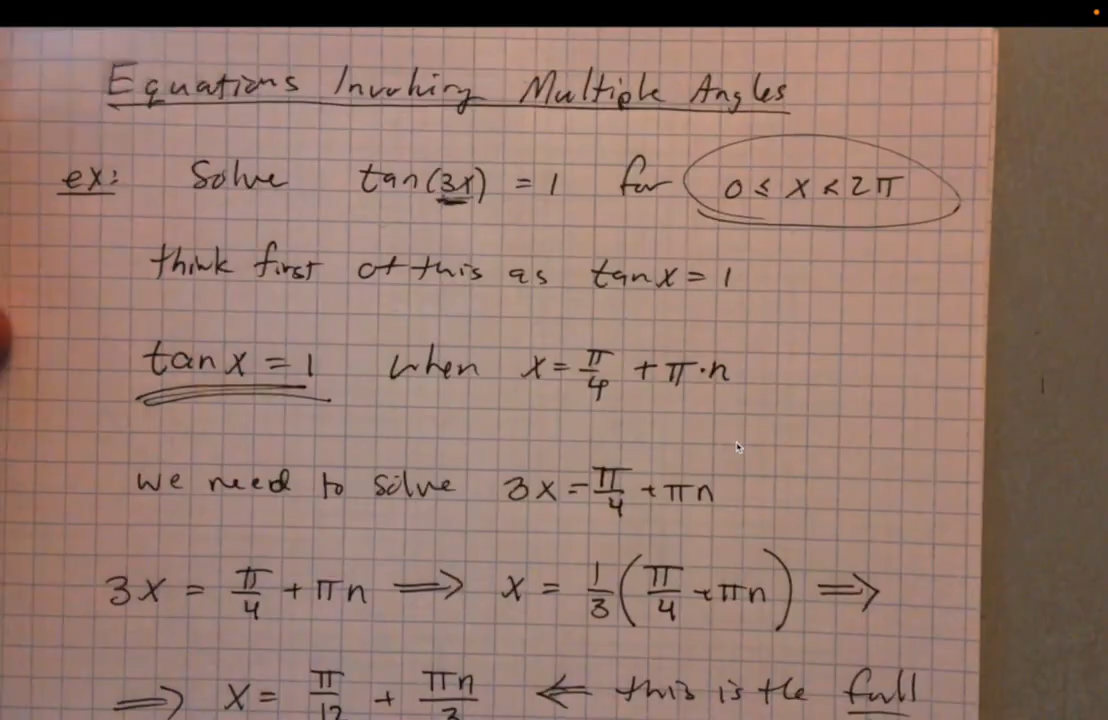 Equations Involving Multiple Angles
ex: Solve tan(3x) = 1 for 0 ≤ x < 2π
think first of this as tan x = 1
tan x = 1 when x = π/4 + π·n
we need to solve 3x = π/4 + πn
3x = π/4 + πn ⟹ x = 1/3 (π/4 + πn) ⟹
⟹ x = π/12 + πn/3 ⟸ this is the full